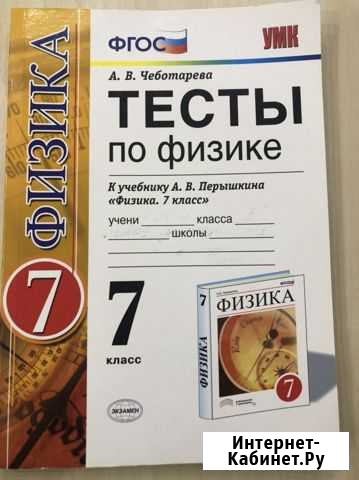 ФГОС
УМК
А. В. Чеботарева
ТЕСТЫ
по физике
К учебнику А. В. Перышкина
«Физика. 7 класс»
учени класса
школы
ФИЗИКА
7
7
класс
ЭКЗАМЕН
7
ФИЗИКА
ФИЗИКА
7
Интернет-
Кабинет.Ру